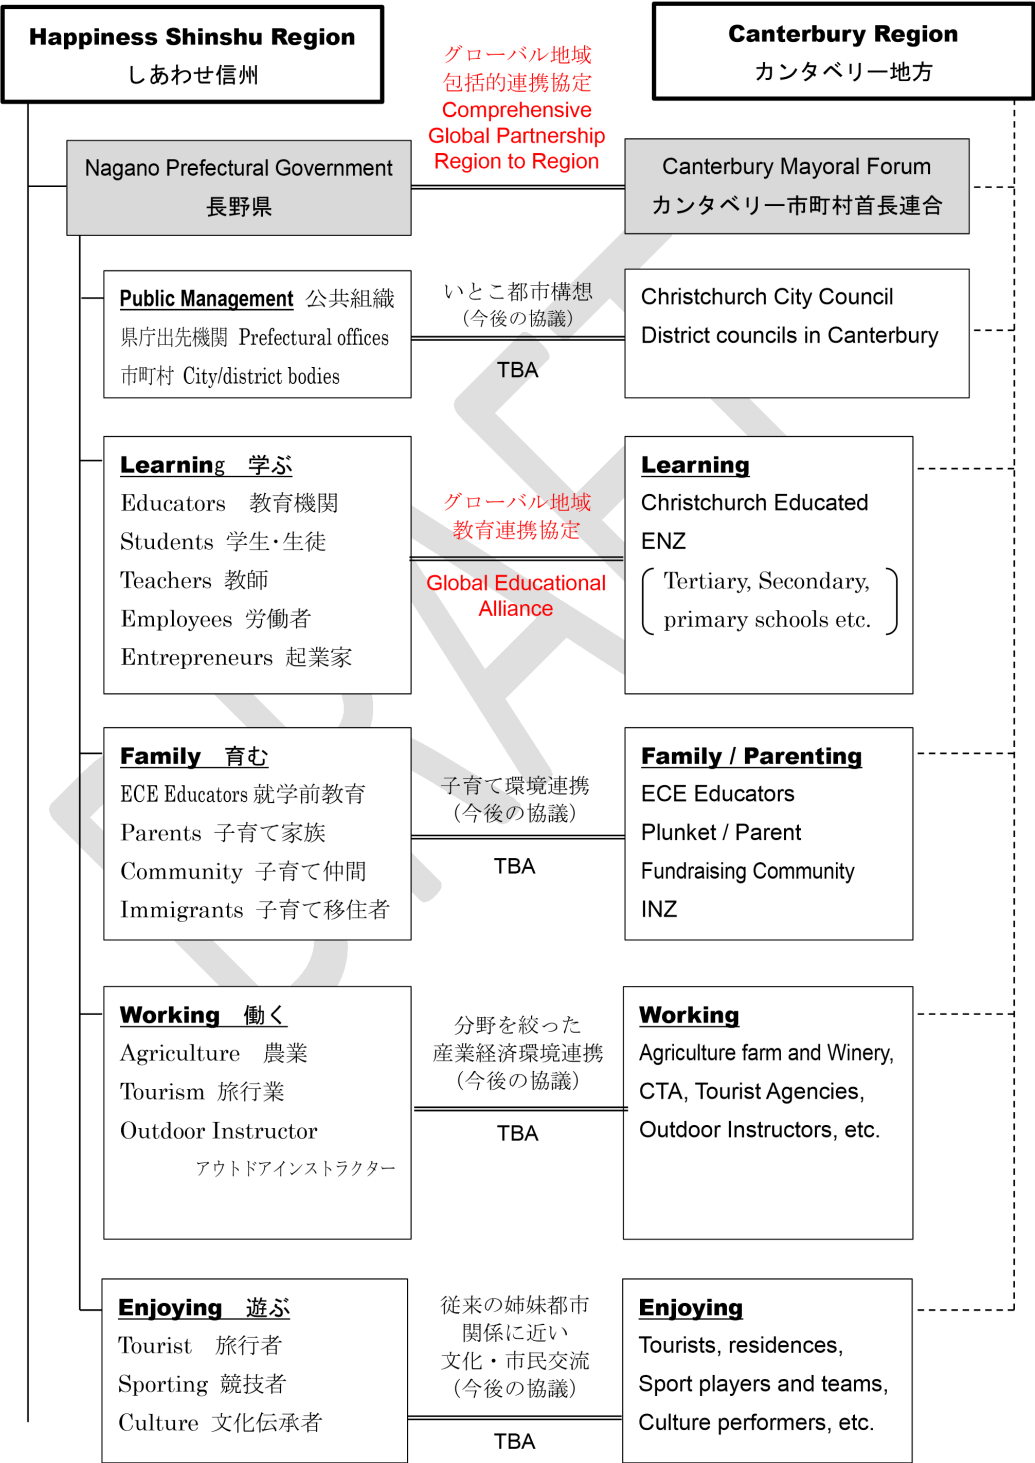 Happiness Shinshu Region
しあわせ信州
グローバル地域
包括的連携協定
Comprehensive
Global Partnership
Region to Region
Canterbury Region
カンタベリー地方
Nagano Prefectural Government
長野県
Canterbury Mayoral Forum
カンタベリー市町村首長連合
Public Management 公共組織
県庁出先機関 Prefectural offices
市町村 City/district bodies
いとこ都市構想
(今後の協議)
TBA
Christchurch City Council
District councils in Canterbury
Learning 学ぶ
Educators 教育機関
Students 学生・生徒
Teachers 教師
Employees 労働者
Entrepreneurs 起業家
グローバル地域
教育連携協定
Global Educational
Alliance
Learning
Christchurch Educated
ENZ
( Tertiary, Secondary,
primary schools etc. )
Family 育む
ECE Educators 就学前教育
Parents 子育て家族
Community 子育て仲間
Immigrants 子育て移住者
子育て環境連携
(今後の協議)
TBA
Family / Parenting
ECE Educators
Plunket / Parent
Fundraising Community
INZ
Working 働く
Agriculture 農業
Tourism 旅行業
Outdoor Instructor
アウトドアインストラクター
分野を絞った
産業経済環境連携
(今後の協議)
TBA
Working
Agriculture farm and Winery,
CTA, Tourist Agencies,
Outdoor Instructors, etc.
Enjoying 遊ぶ
Tourist 旅行者
Sporting 競技者
Culture 文化伝承者
従来の姉妹都市
関係に近い
文化・市民交流
(今後の協議)
TBA
Enjoying
Tourists, residences,
Sport players and teams,
Culture performers, etc.
DRAFT